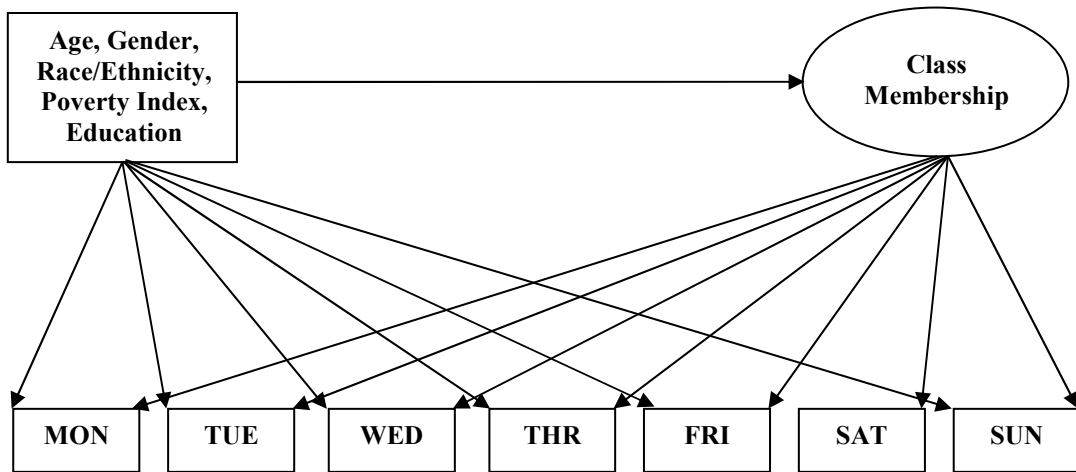 Age, Gender,
Race/Ethnicity,
Poverty Index,
Education
Class
Membership
MON
TUE
WED
THR
FRI
SAT
SUN